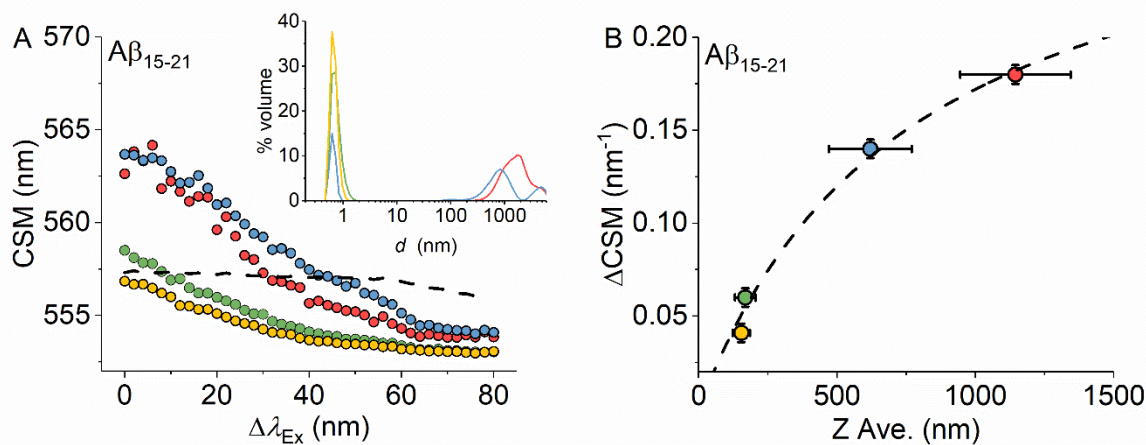 A
Aβ15-21
CSM (nm)
570
565
560
555
0
20
40
60
80
ΔλEx (nm)
% volume
40
30
20
10
0
1
10
100
1000
d (nm)
B
Aβ15-21
ΔCSM (nm-1)
0.20
0.15
0.10
0.05
0
500
1000
1500
Z Ave. (nm)